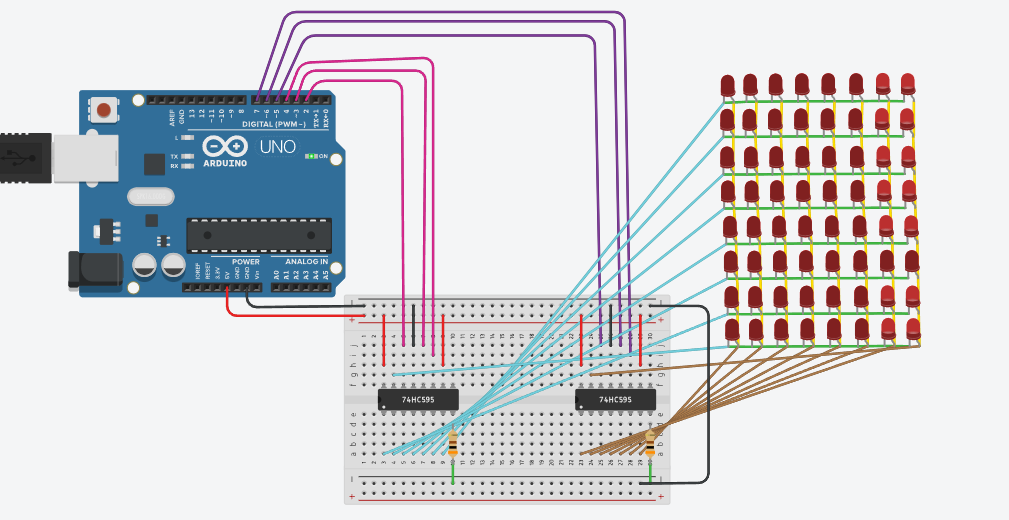 AREF
GND
13
12
~11
~10
~9
8
7
~6
~5
4
~3
2
TX→1
RX←0
DIGITAL (PWM~)
L
TX
RX
ARDUINO
UNO
ON
POWER
ANALOG IN
IOREF
RESET
3.3V
5V
GND
GND
Vin
A0
A1
A2
A3
A4
A5
74HC595
74HC595